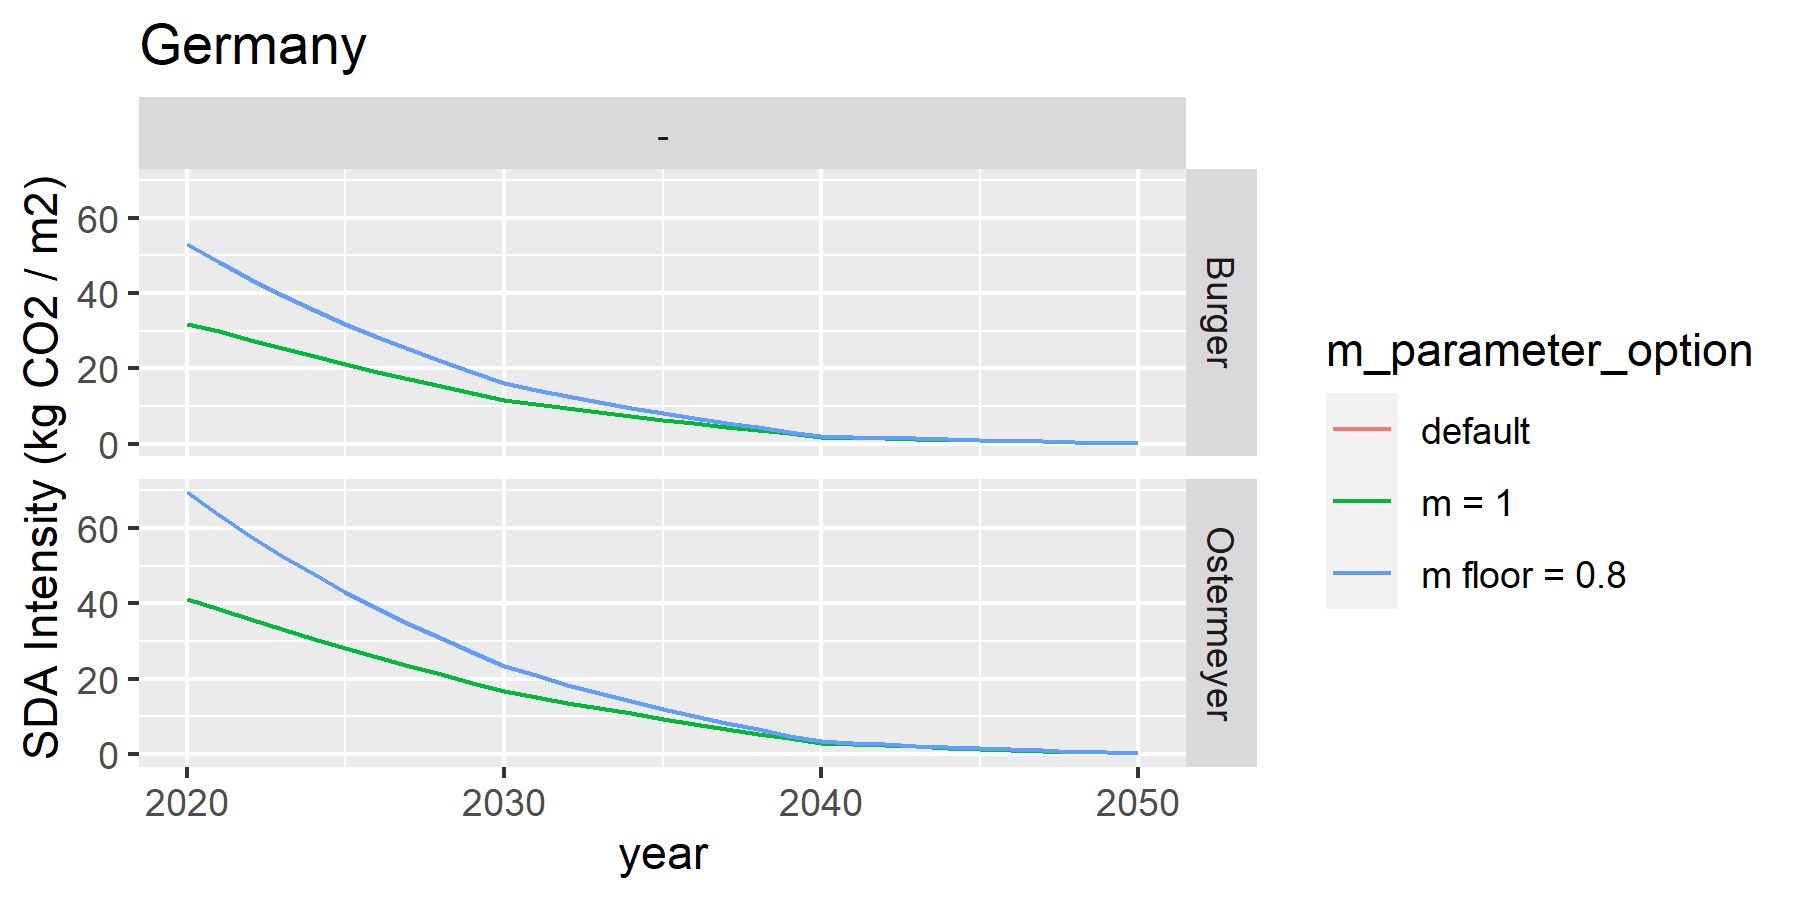 Germany
-
SDA Intensity (kg CO2 / m2)
60
40
20
0
Burger
60
40
20
0
Ostermeyer
2020 2030 2040 2050
year
m_parameter_option
default
m = 1
m floor = 0.8